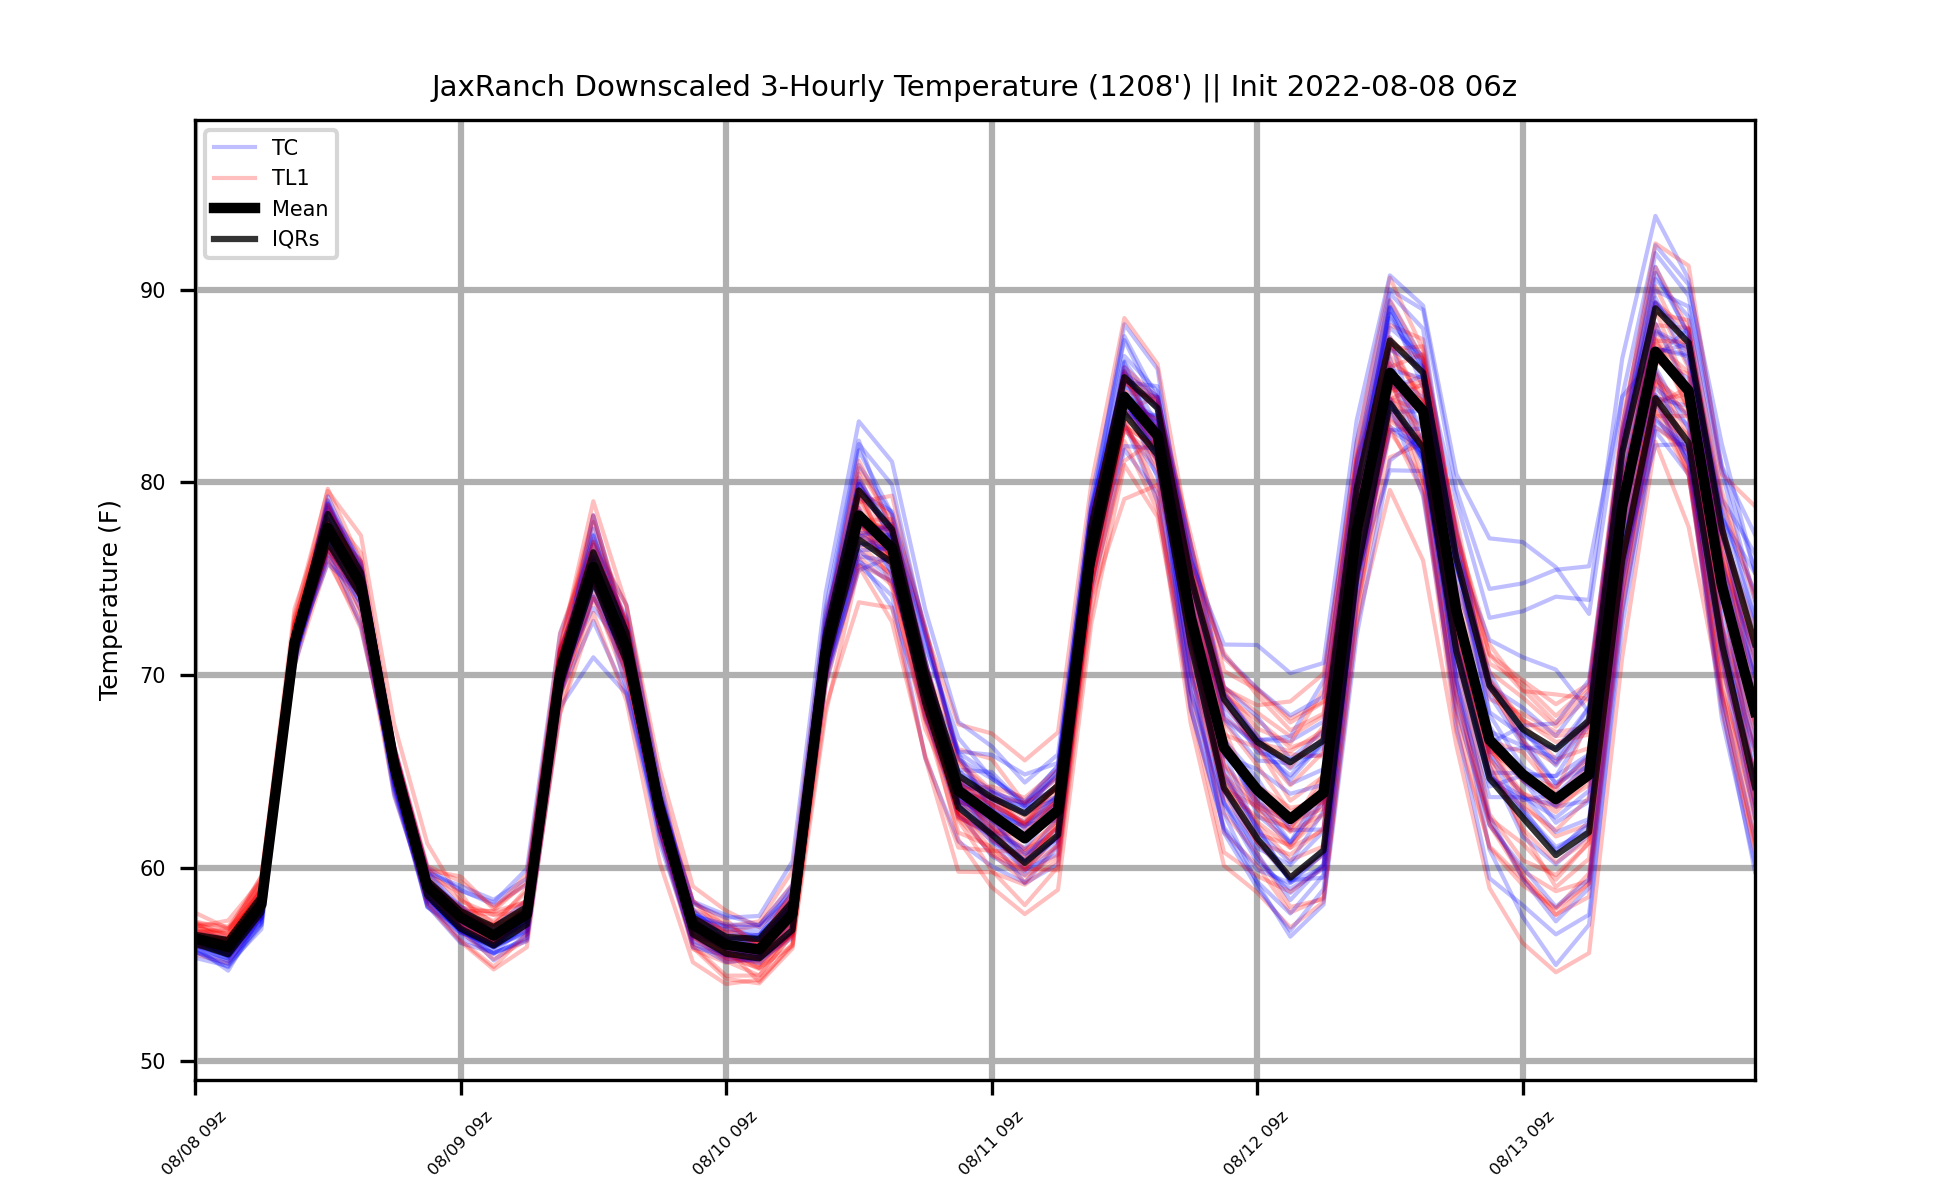 JaxRanch Downscaled 3-Hourly Temperature (1208') || Init 2022-08-08 06z
TC
TL1
Mean
IQRs
Temperature (F)
90
80
70
60
50
08/08 09z
08/09 09z
08/10 09z
08/11 09z
08/12 09z
08/13 09z